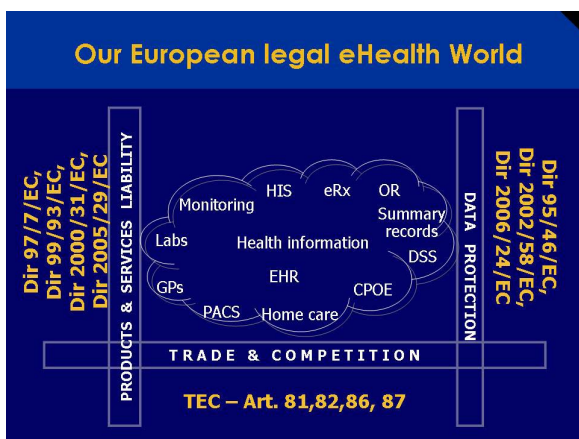 Our European legal eHealth World
Dir 97/7/EC,
Dir 99/93/EC,
Dir 2000/31/EC,
Dir 2005/29/EC
PRODUCTS & SERVICES LIABILITY
HIS eRx OR
Monitoring
Summary
records
Labs
Health information
DSS
EHR
GPs
CPOE
PACS
Home care
DATA PROTECTION
Dir 95/46/EC,
Dir 2002/58/EC,
Dir 2006/24/EC
TRADE & COMPETITION
TEC – Art. 81,82,86, 87